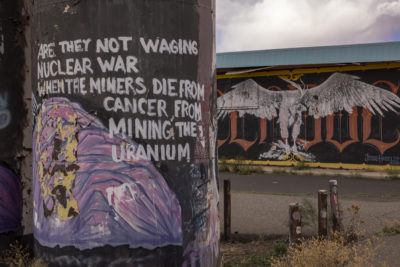 ARE THEY NOT WAGING
NUCLEAR WAR
WHEN THE MINERS DIE FROM
CANCER FROM
MINING THE
URANIUM